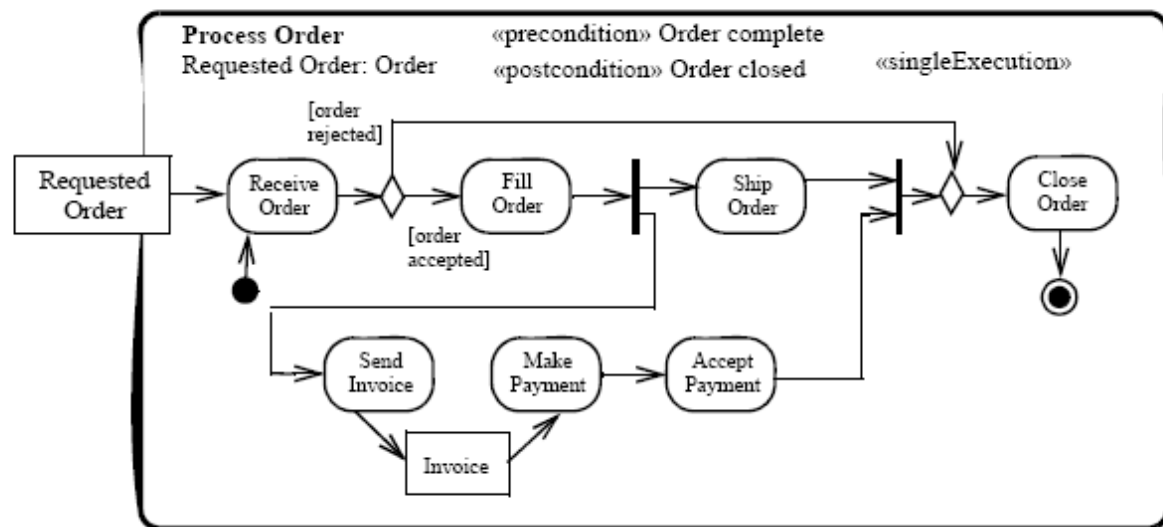 Process Order
«precondition» Order complete
Requested Order: Order
«postcondition» Order closed
«singleExecution»
[order
rejected]
Requested
Order
Receive
Order
Fill
Order
Ship
Order
Close
Order
[order
accepted]
Send
Invoice
Make
Payment
Accept
Payment
Invoice